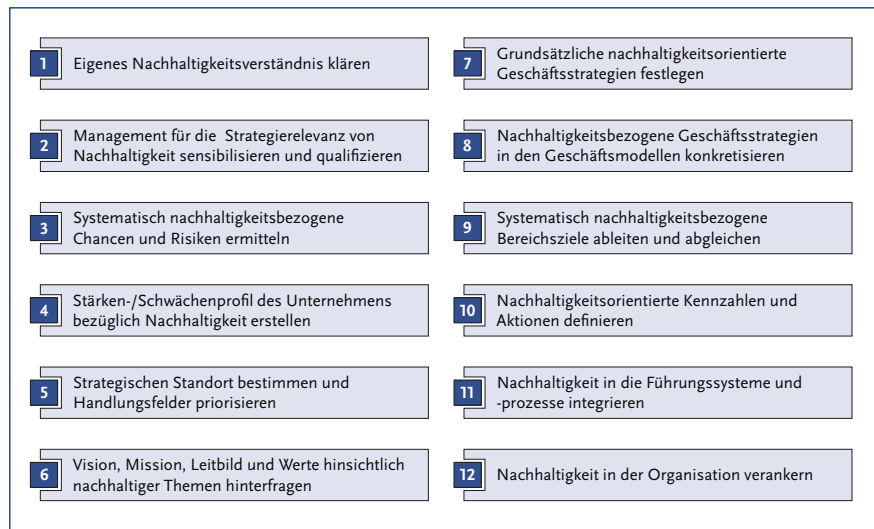 1
Eigenes Nachhaltigkeitsverständnis klären
2
Management für die Strategierelevanz von
Nachhaltigkeit sensibilisieren und qualifizieren
3
Systematisch nachhaltigkeitsbezogene
Chancen und Risiken ermitteln
4
Stärken-/Schwächenprofil des Unternehmens
bezüglich Nachhaltigkeit erstellen
5
Strategischen Standort bestimmen und
Handlungsfelder priorisieren
6
Vision, Mission, Leitbild und Werte hinsichtlich
nachhaltiger Themen hinterfragen
7
Grundsätzliche nachhaltigkeitsorientierte
Geschäftsstrategien festlegen
8
Nachhaltigkeitsbezogene Geschäftsstrategien
in den Geschäftsmodellen konkretisieren
9
Systematisch nachhaltigkeitsbezogene
Bereichsziele ableiten und abgleichen
10
Nachhaltigkeitsorientierte Kennzahlen und
Aktionen definieren
11
Nachhaltigkeit in die Führungssysteme und
-prozesse integrieren
12
Nachhaltigkeit in der Organisation verankern